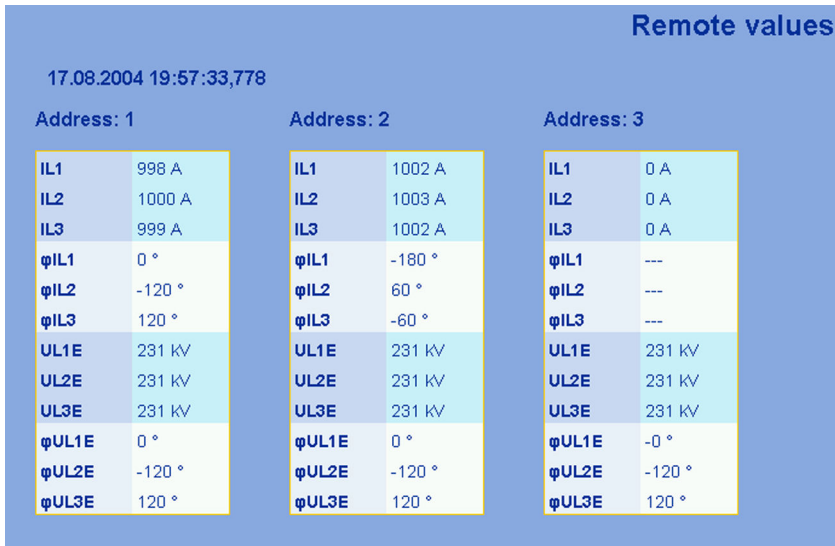 Remote values
17.08.2004 19:57:33,778
Address: 1
IL1 998 A
IL2 1000 A
IL3 999 A
φIL1 0 °
φIL2 -120 °
φIL3 120 °
UL1E 231 kV
UL2E 231 kV
UL3E 231 kV
φUL1E 0 °
φUL2E -120 °
φUL3E 120 °
Address: 2
IL1 1002 A
IL2 1003 A
IL3 1002 A
φIL1 -180 °
φIL2 60 °
φIL3 -60 °
UL1E 231 kV
UL2E 231 kV
UL3E 231 kV
φUL1E 0 °
φUL2E -120 °
φUL3E 120 °
Address: 3
IL1 0 A
IL2 0 A
IL3 0 A
φIL1 ---
φIL2 ---
φIL3 ---
UL1E 231 kV
UL2E 231 kV
UL3E 231 kV
φUL1E -0 °
φUL2E -120 °
φUL3E 120 °